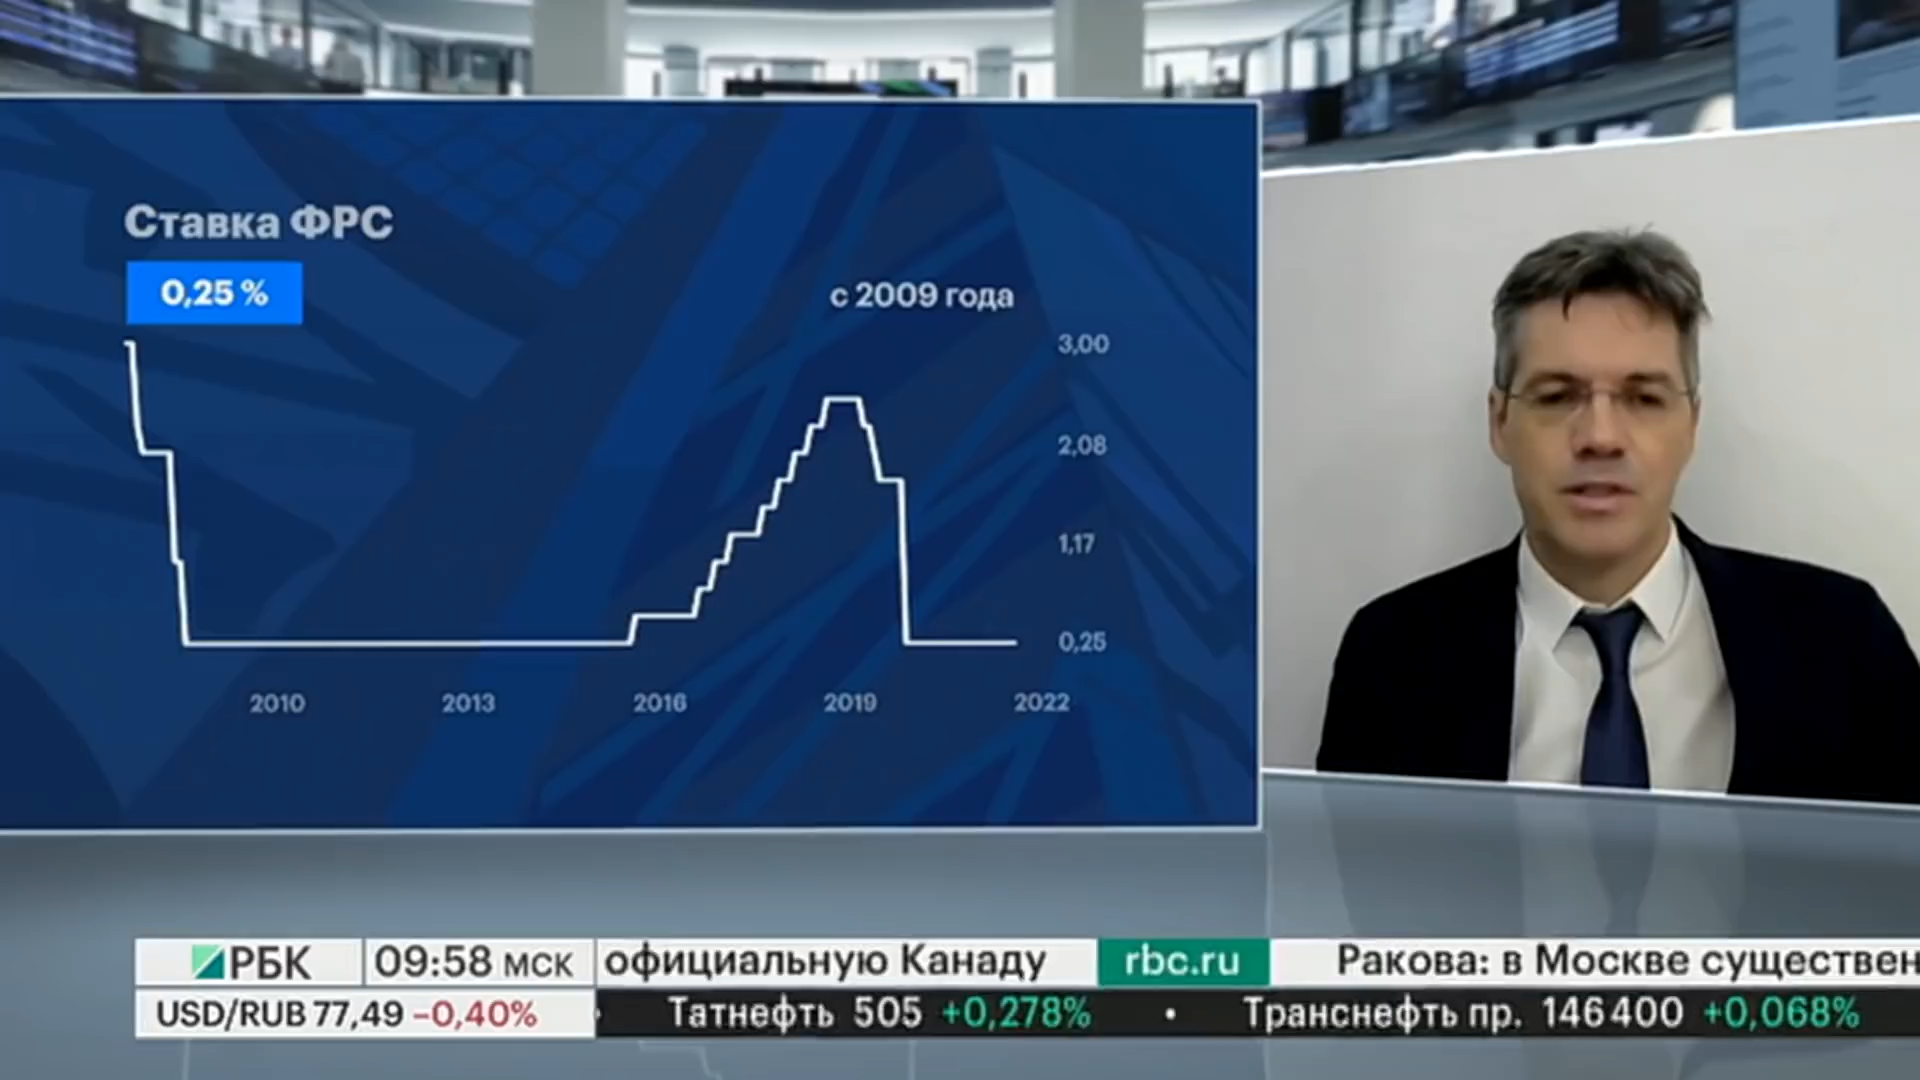 Ставка ФРС
0,25 %
с 2009 года
3,00
2,08
1,17
0,25
2010 2013 2016 2019 2022
РБК 09:58 мск официальную Канаду rbc.ru Ракова: в Москве существен
USD/RUB 77,49 −0,40% Татнефть 505 +0,278% • Транснефть пр. 146 400 +0,068%